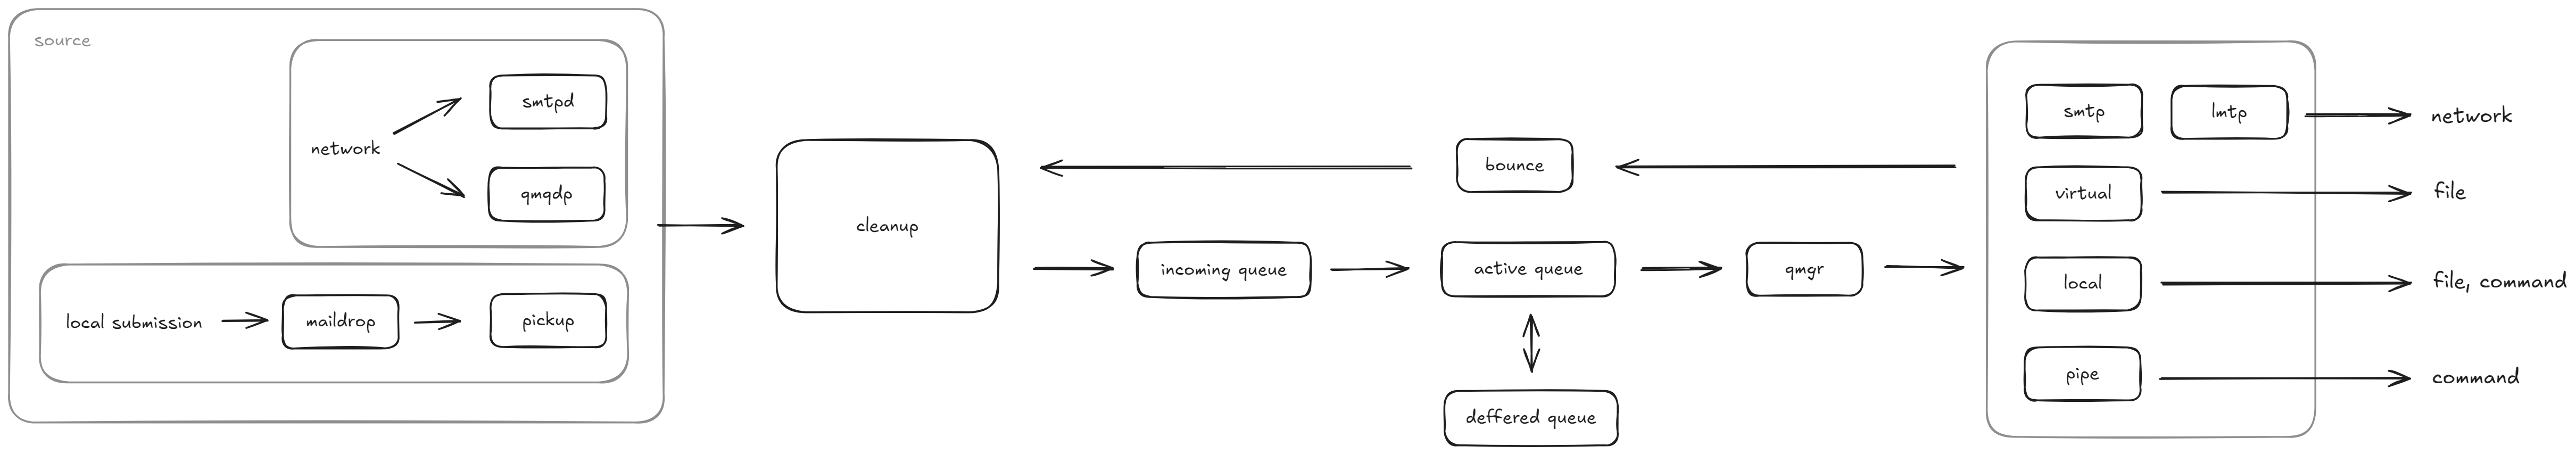 source
network
smtpd
qmqdp
local submission
maildrop
pickup
cleanup
bounce
incoming queue
active queue
qmgr
deffered queue
smtp
lmtp
network
virtual
file
local
file, command
pipe
command